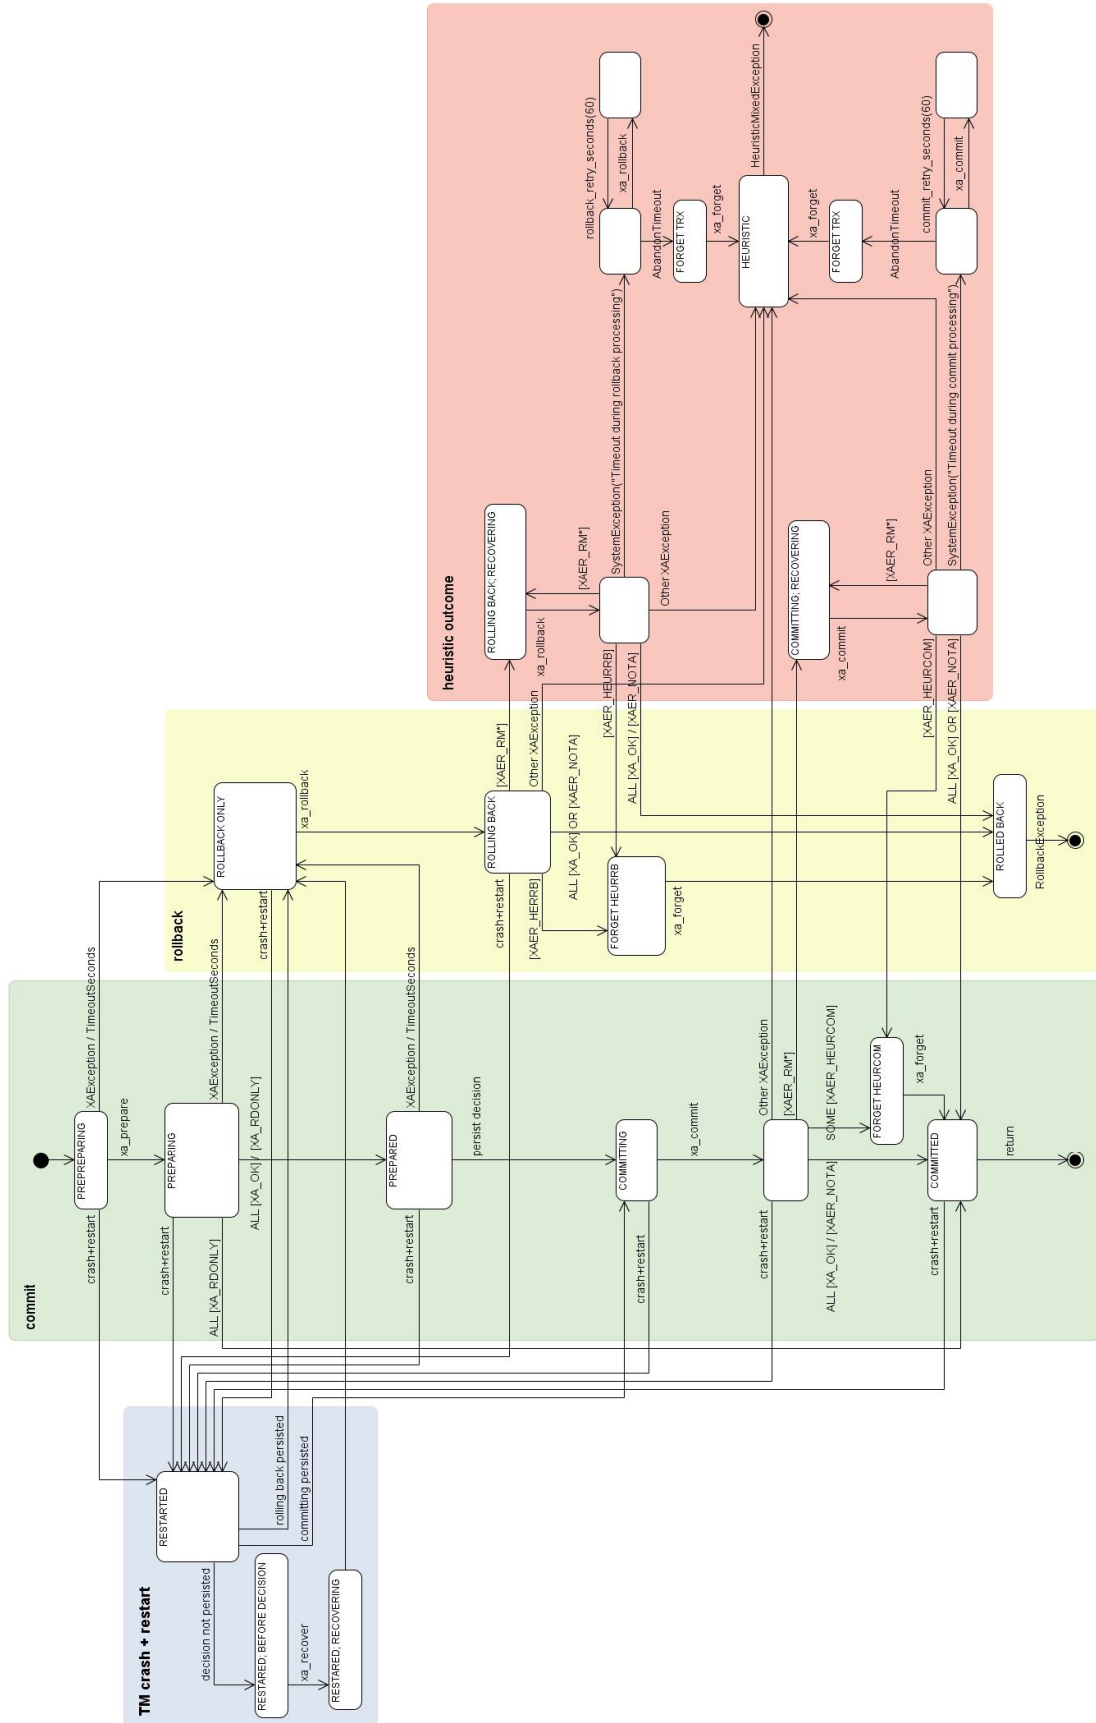 TM crash + restart
RESTARTED
decision not persisted
rolling back persisted
committing persisted
RESTARED; BEFORE DECISION
xa_recover
RESTARTED; RECOVERING
commit
PREPREPARING
XAException / TimeoutSeconds
crash+restart
xa_prepare
PREPARING
XAException / TimeoutSeconds
crash+restart
ALL [XA_RDONLY]
ALL [XA_OK] / [XA_RDONLY]
PREPARED
XAException / TimeoutSeconds
crash+restart
persist decision
COMMITTING
crash+restart
xa_commit
Other XAException
[XAER_RM*]
crash+restart
SOME [XAER_HEURCOM]
ALL [XA_OK] / [XAER_NOTA]
FORGET HEURCOM
xa_forget
COMMITTED
crash+restart
return
rollback
ROLLBACK ONLY
crash+restart
xa_rollback
ROLLING BACK
[XAER_RM*]
Other XAException
crash+restart
[XAER_HERRB]
ALL [XA_OK] OR [XAER_NOTA]
FORGET HEURRB
xa_forget
ROLLED BACK
RollbackException
heuristic outcome
ROLLING BACK; RECOVERING
xa_rollback
[XAER_RM*]
[XAER_HEURRB]
ALL [XA_OK] / [XAER_NOTA]
SystemException("Timeout during rollback processing")
Other XAException
rollback_retry_seconds(60)
xa_rollback
AbandonTimeout
FORGET TRX
xa_forget
HEURISTIC
HeuristicMixedException
xa_forget
FORGET TRX
AbandonTimeout
commit_retry_seconds(60)
xa_commit
COMMITTING; RECOVERING
xa_commit
[XAER_RM*]
[XAER_HEURCOM]
ALL [XA_OK] OR [XAER_NOTA]
Other XAException
SystemException("Timeout during commit processing")